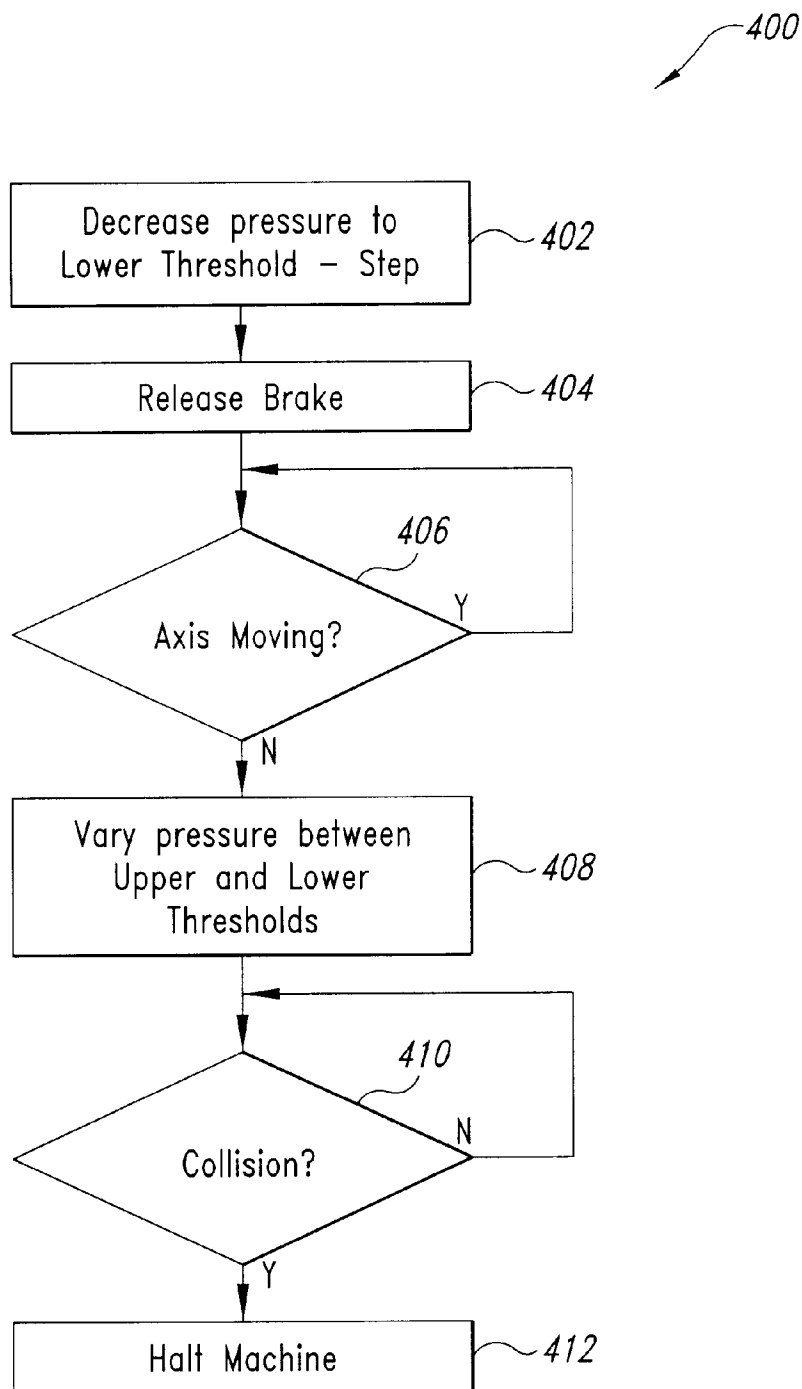 400
Decrease pressure to
Lower Threshold – Step
402
Release Brake
404
406
Axis Moving?
Y
N
Vary pressure between
Upper and Lower
Thresholds
408
410
Collision?
N
Y
Halt Machine
412